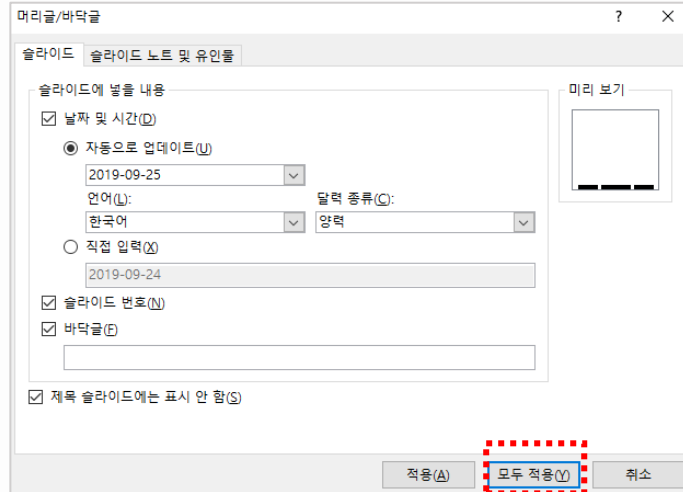 머리글/바닥글
슬라이드 슬라이드 노트 및 유인물
슬라이드에 넣을 내용
미리 보기
날짜 및 시간(D)
자동으로 업데이트(U)
2019-09-25
언어(L): 달력 종류(C):
한국어 양력
직접 입력(X)
2019-09-24
슬라이드 번호(N)
바닥글(F)
제목 슬라이드에는 표시 안 함(S)
적용(A) 모두 적용(Y) 취소